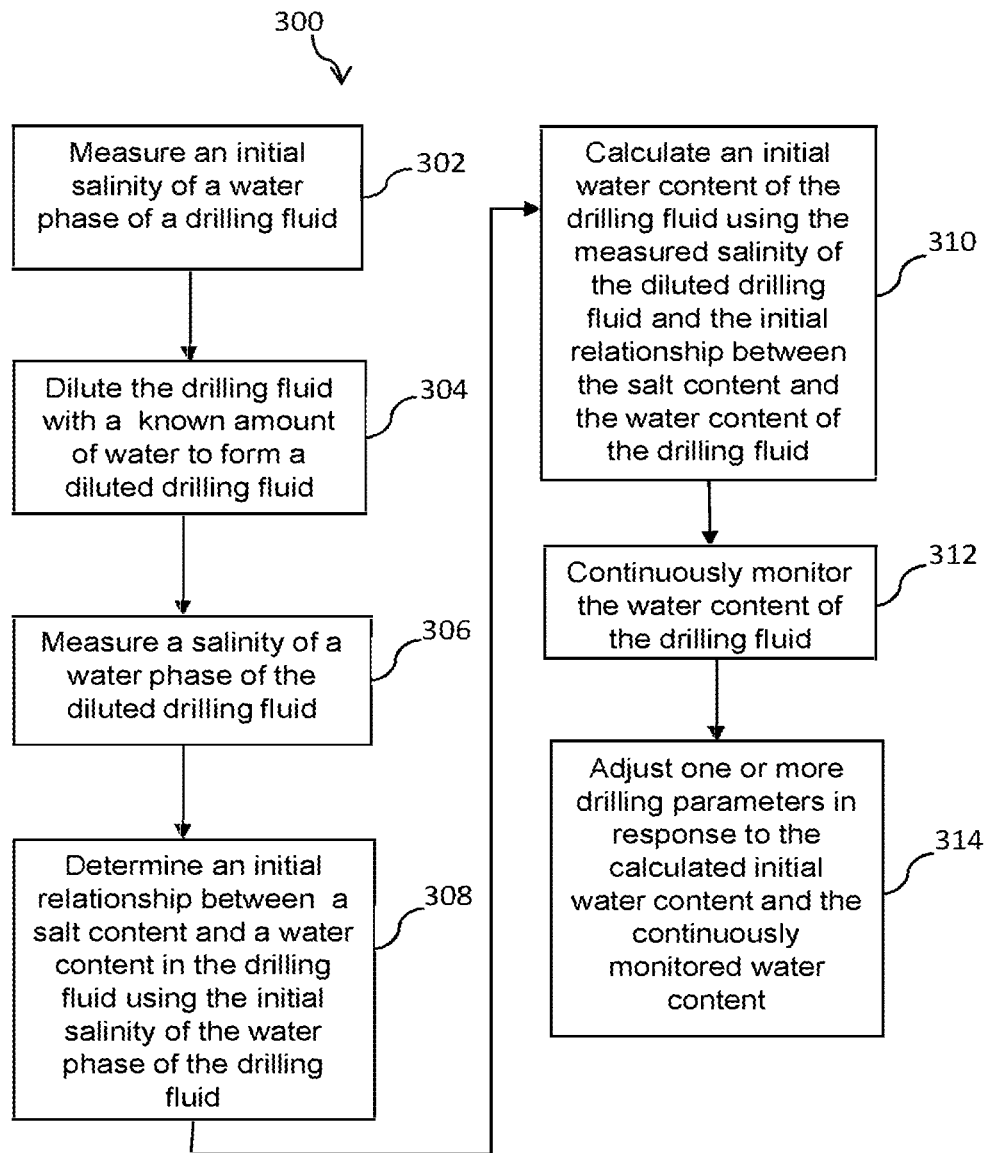 300
Measure an initial
salinity of a water
phase of a drilling fluid
302
Dilute the drilling fluid
with a known amount
of water to form a
diluted drilling fluid
304
Measure a salinity of a
water phase of the
diluted drilling fluid
306
Determine an initial
relationship between a
salt content and a water
content in the drilling
fluid using the initial
salinity of the water
phase of the drilling
fluid
308
Calculate an initial
water content of the
drilling fluid using the
measured salinity of
the diluted drilling
fluid and the initial
relationship between
the salt content and
the water content of
the drilling fluid
310
Continuously monitor
the water content of
the drilling fluid
312
Adjust one or more
drilling parameters in
response to the
calculated initial
water content and the
continuously
monitored water
content
314